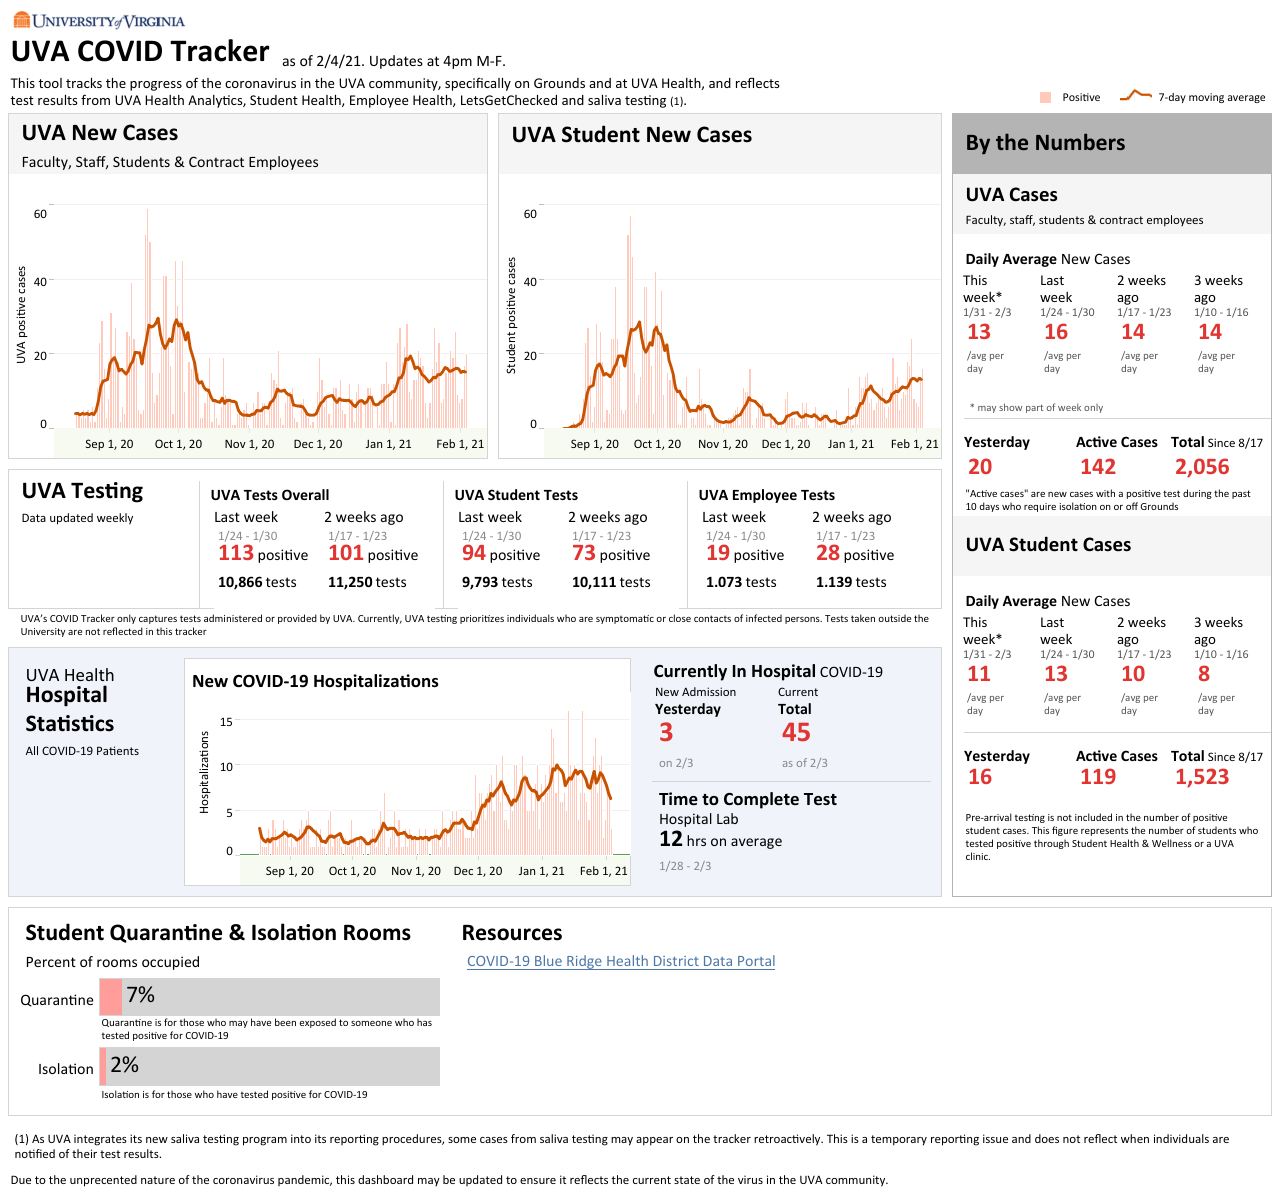 UNIVERSITY of VIRGINIA
UVA COVID Tracker as of 2/4/21. Updates at 4pm M-F.
This tool tracks the progress of the coronavirus in the UVA community, specifically on Grounds and at UVA Health, and reflects
test results from UVA Health Analytics, Student Health, Employee Health, LetsGetChecked and saliva testing (1).
Positive 7-day moving average
UVA New Cases
Faculty, Staff, Students & Contract Employees
UVA positive cases
60
40
20
0
Sep 1, 20 Oct 1, 20 Nov 1, 20 Dec 1, 20 Jan 1, 21 Feb 1, 21
UVA Student New Cases
Student positive cases
60
40
20
0
Sep 1, 20 Oct 1, 20 Nov 1, 20 Dec 1, 20 Jan 1, 21 Feb 1, 21
By the Numbers
UVA Cases
Faculty, staff, students & contract employees
Daily Average New Cases
This Last 2 weeks 3 weeks
week* week ago ago
1/31 - 2/3 1/24 - 1/30 1/17 - 1/23 1/10 - 1/16
13 16 14 14
/avg per /avg per /avg per /avg per
day day day day
* may show part of week only
Yesterday Active Cases Total Since 8/17
20 142 2,056
"Active cases" are new cases with a positive test during the past
10 days who require isolation on or off Grounds
UVA Student Cases
Daily Average New Cases
This Last 2 weeks 3 weeks
week* week ago ago
1/31 - 2/3 1/24 - 1/30 1/17 - 1/23 1/10 - 1/16
11 13 10 8
/avg per /avg per /avg per /avg per
day day day day
Yesterday Active Cases Total Since 8/17
16 119 1,523
Pre-arrival testing is not included in the number of positive
student cases. This figure represents the number of students who
tested positive through Student Health & Wellness or a UVA
clinic.
UVA Testing
Data updated weekly
UVA Tests Overall
Last week 2 weeks ago
1/24 - 1/30 1/17 - 1/23
113 positive 101 positive
10,866 tests 11,250 tests
UVA Student Tests
Last week 2 weeks ago
1/24 - 1/30 1/17 - 1/23
94 positive 73 positive
9,793 tests 10,111 tests
UVA Employee Tests
Last week 2 weeks ago
1/24 - 1/30 1/17 - 1/23
19 positive 28 positive
1.073 tests 1.139 tests
UVA's COVID Tracker only captures tests administered or provided by UVA. Currently, UVA testing prioritizes individuals who are symptomatic or close contacts of infected persons. Tests taken outside the
University are not reflected in this tracker
UVA Health
Hospital
Statistics
All COVID-19 Patients
New COVID-19 Hospitalizations
Hospitalizations
15
10
5
0
Sep 1, 20 Oct 1, 20 Nov 1, 20 Dec 1, 20 Jan 1, 21 Feb 1, 21
Currently In Hospital COVID-19
New Admission Current
Yesterday Total
3 45
on 2/3 as of 2/3
Time to Complete Test
Hospital Lab
12 hrs on average
1/28 - 2/3
Student Quarantine & Isolation Rooms
Percent of rooms occupied
Quarantine 7%
Quarantine is for those who may have been exposed to someone who has
tested positive for COVID-19
Isolation 2%
Isolation is for those who have tested positive for COVID-19
Resources
COVID-19 Blue Ridge Health District Data Portal
(1) As UVA integrates its new saliva testing program into its reporting procedures, some cases from saliva testing may appear on the tracker retroactively. This is a temporary reporting issue and does not reflect when individuals are
notified of their test results.
Due to the unprecented nature of the coronavirus pandemic, this dashboard may be updated to ensure it reflects the current state of the virus in the UVA community.